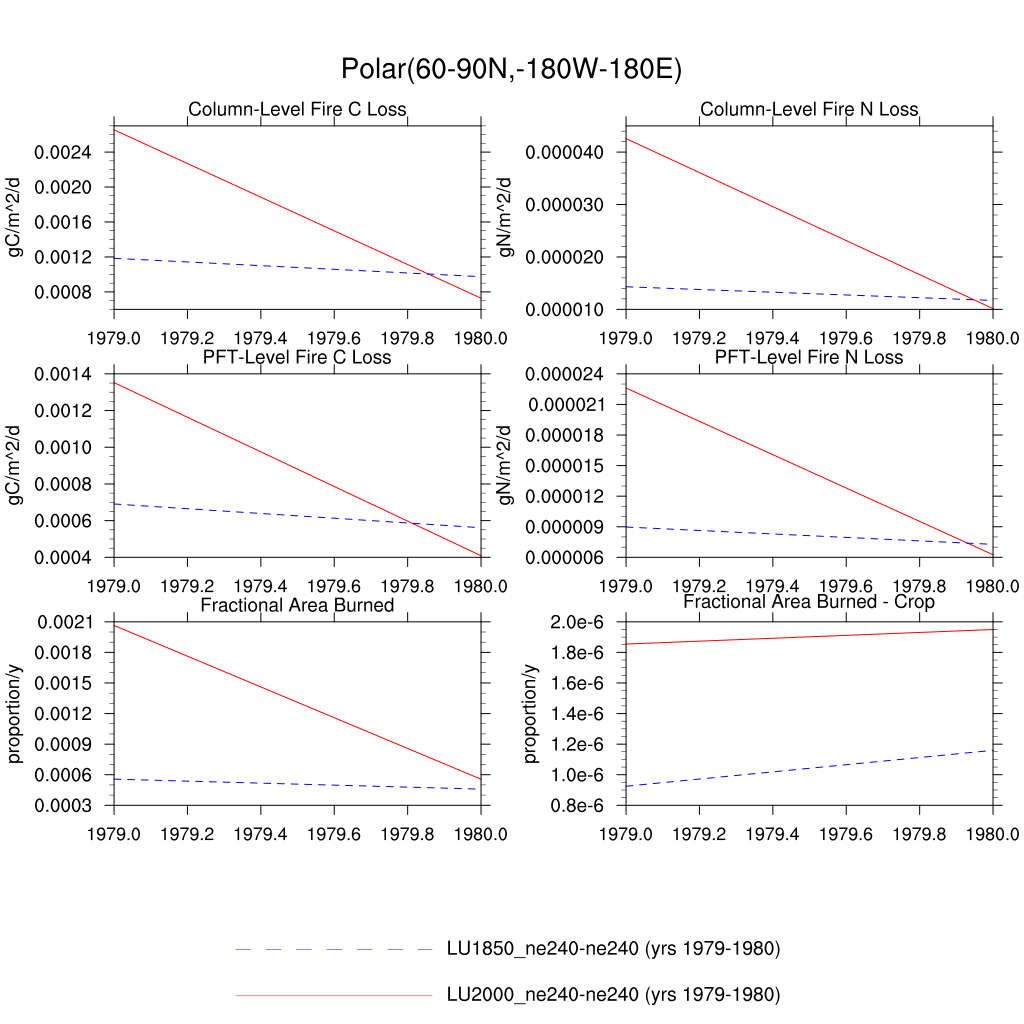 Polar(60-90N,-180W-180E)
Column-Level Fire C Loss
gC/m^2/d
0.0024
0.0020
0.0016
0.0012
0.0008
1979.0 1979.2 1979.4 1979.6 1979.8 1980.0
Column-Level Fire N Loss
gN/m^2/d
0.000040
0.000030
0.000020
0.000010
1979.0 1979.2 1979.4 1979.6 1979.8 1980.0
PFT-Level Fire C Loss
gC/m^2/d
0.0014
0.0012
0.0010
0.0008
0.0006
0.0004
1979.0 1979.2 1979.4 1979.6 1979.8 1980.0
PFT-Level Fire N Loss
gN/m^2/d
0.000024
0.000021
0.000018
0.000015
0.000012
0.000009
0.000006
1979.0 1979.2 1979.4 1979.6 1979.8 1980.0
Fractional Area Burned
proportion/y
0.0021
0.0018
0.0015
0.0012
0.0009
0.0006
0.0003
1979.0 1979.2 1979.4 1979.6 1979.8 1980.0
Fractional Area Burned - Crop
proportion/y
2.0e-6
1.8e-6
1.6e-6
1.4e-6
1.2e-6
1.0e-6
0.8e-6
1979.0 1979.2 1979.4 1979.6 1979.8 1980.0
LU1850_ne240-ne240 (yrs 1979-1980)
LU2000_ne240-ne240 (yrs 1979-1980)